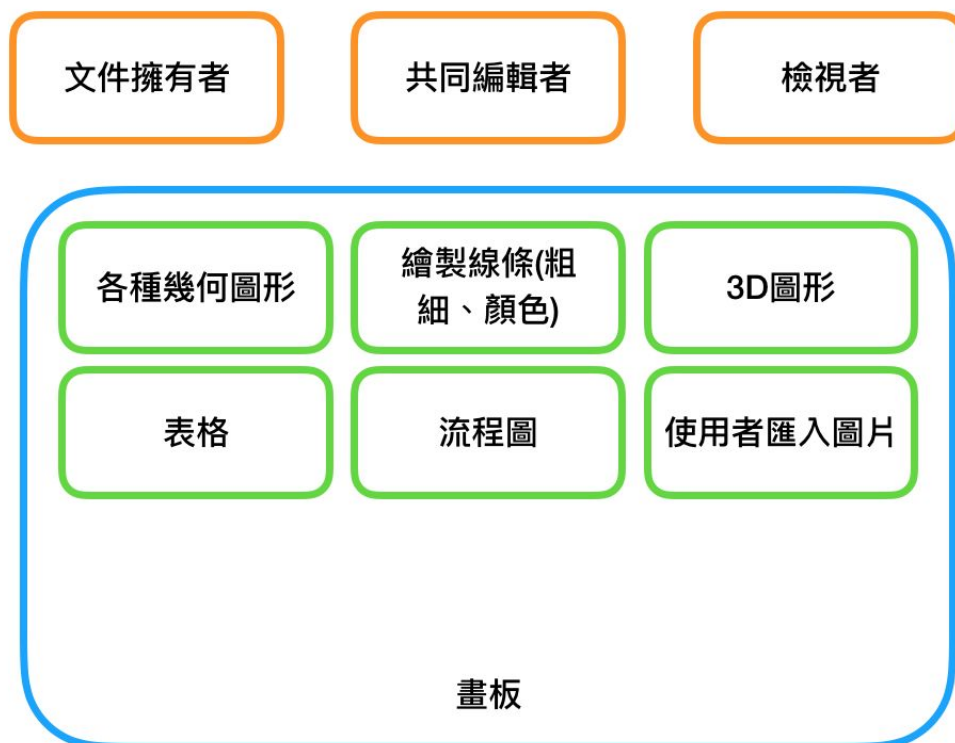 文件擁有者
共同編輯者
檢視者
各種幾何圖形
繪製線條(粗
細、顏色)
3D圖形
表格
流程圖
使用者匯入圖片
畫板